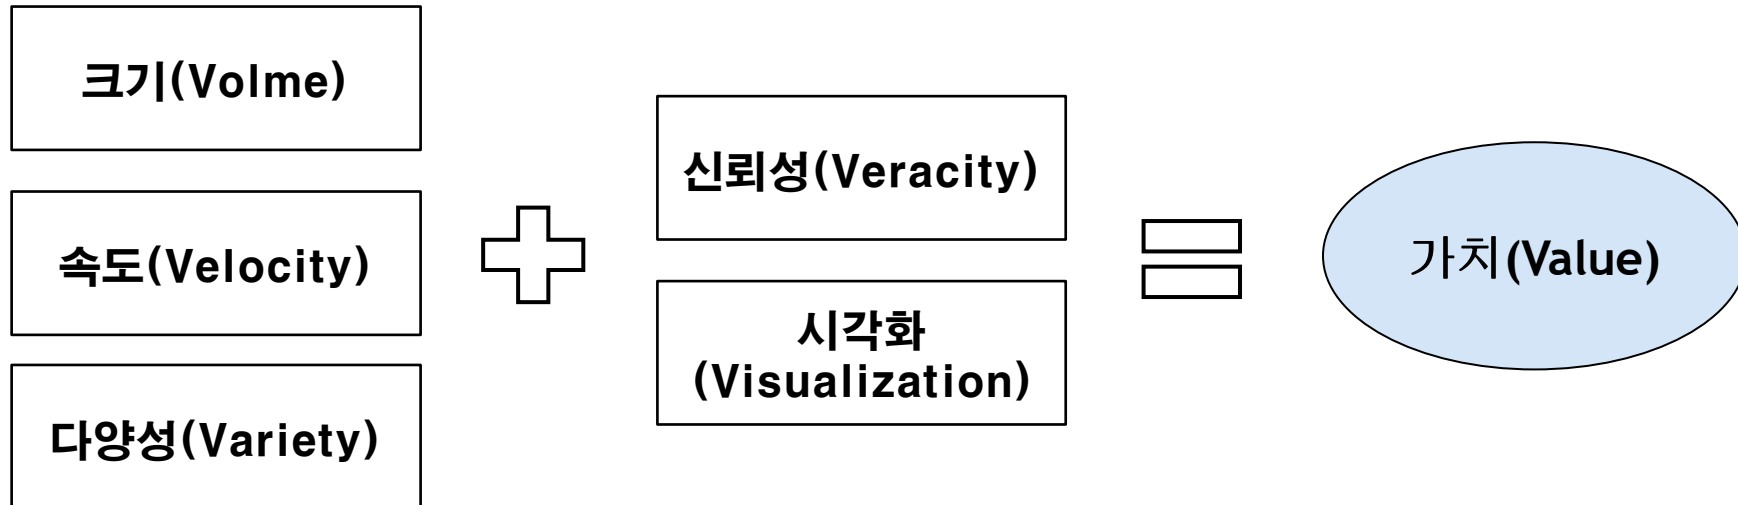 크기(Volme)
속도(Velocity)
다양성(Variety)
신뢰성(Veracity)
시각화
(Visualization)
가치(Value)